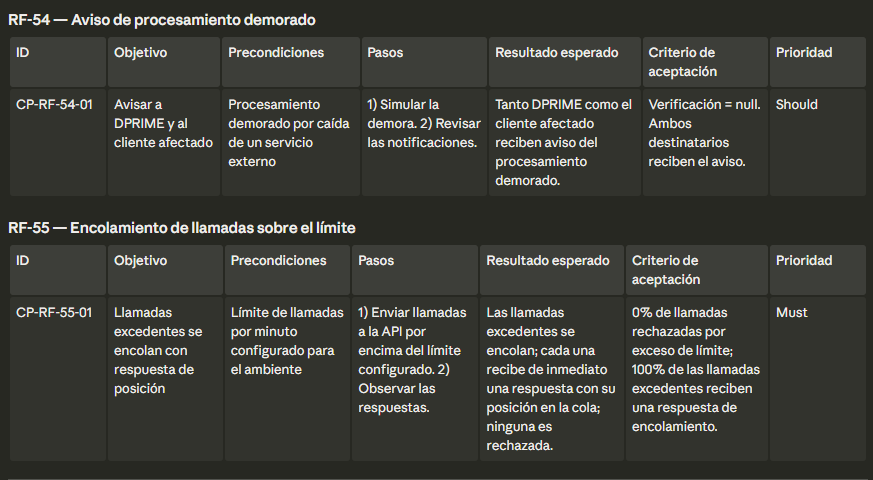 RF-54 — Aviso de procesamiento demorado
ID
Objetivo
Precondiciones
Pasos
Resultado esperado
Criterio de
aceptación
Prioridad
CP-RF-54-01
Avisar a
DPRIME y al
cliente afectado
Procesamiento
demorado por caída
de un servicio
externo
1) Simular la
demora. 2) Revisar
las notificaciones.
Tanto DPRIME como el
cliente afectado
reciben aviso del
procesamiento
demorado.
Verificación = null.
Ambos
destinatarios
reciben el aviso.
Should
RF-55 — Encolamiento de llamadas sobre el límite
ID
Objetivo
Precondiciones
Pasos
Resultado esperado
Criterio de
aceptación
Prioridad
CP-RF-55-01
Llamadas
excedentes se
encolan con
respuesta de
posición
Límite de llamadas
por minuto
configurado para
el ambiente
1) Enviar llamadas
a la API por
encima del límite
configurado. 2)
Observar las
respuestas.
Las llamadas
excedentes se
encolan; cada una
recibe de inmediato
una respuesta con su
posición en la cola;
ninguna es
rechazada.
0% de llamadas
rechazadas por
exceso de límite;
100% de las llamadas
excedentes reciben
una respuesta de
encolamiento.
Must